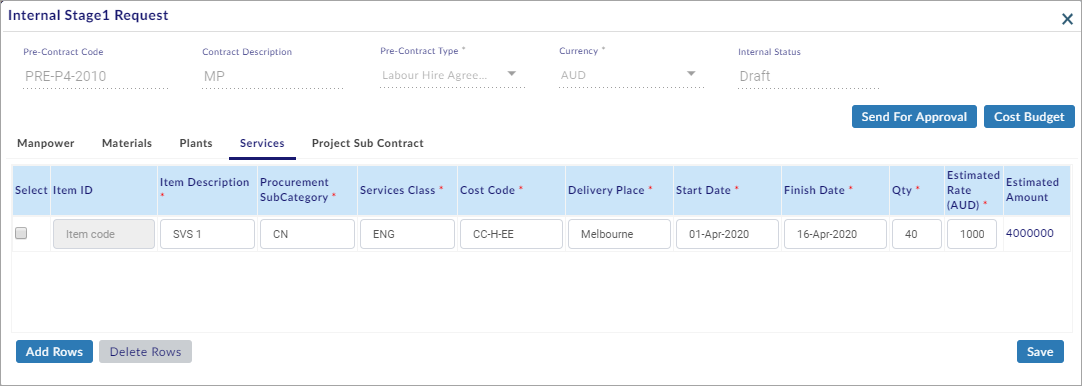 Internal Stage1 Request
Pre-Contract Code Contract Description Pre-Contract Type * Currency * Internal Status
PRE-P4-2010 MP Labour Hire Agree... AUD Draft
Send For Approval Cost Budget
Manpower Materials Plants Services Project Sub Contract
Select Item ID Item Description * Procurement SubCategory * Services Class * Cost Code * Delivery Place * Start Date * Finish Date * Qty * Estimated Rate (AUD) * Estimated Amount
Item code SVS 1 CN ENG CC-H-EE Melbourne 01-Apr-2020 16-Apr-2020 40 1000 4000000
Add Rows Delete Rows Save